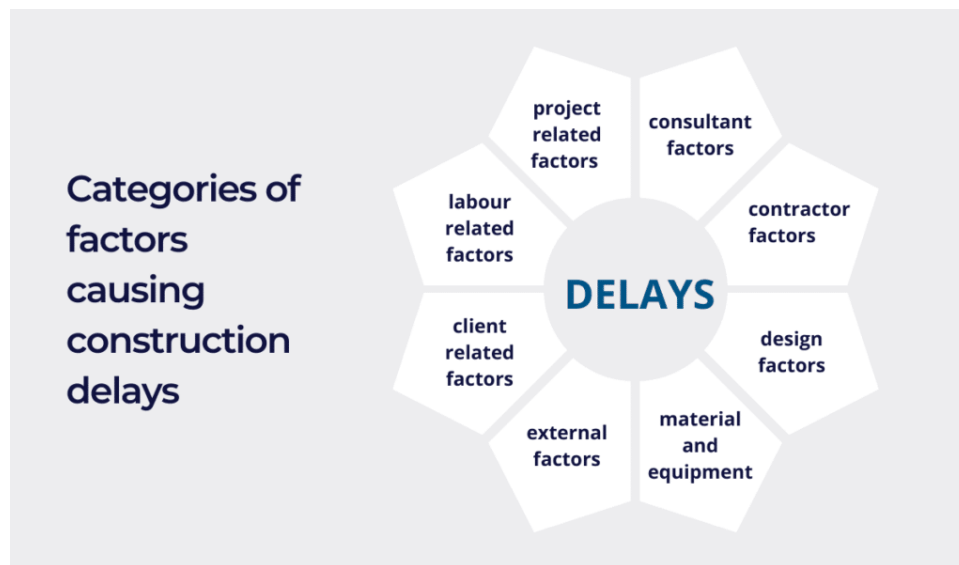 Categories of
factors
causing
construction
delays
DELAYS
project
related
factors
consultant
factors
contractor
factors
design
factors
material
and
equipment
external
factors
client
related
factors
labour
related
factors